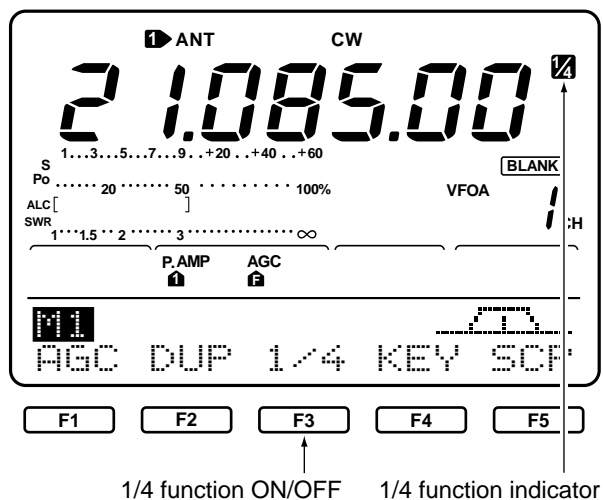 1 ANT CW
21.085.00 1/4
1...3...5...7...9..+20..+40..+60
S
BLANK
Po ...... 20 ...... 50 ......... 100%
VFOA
ALC [ ]
1 CH
SWR
1....1.5..2 ...... 3 ............... ∞
P.AMP AGC
1 F
M1
AGC DUP 1/4 KEY SCP
F1 F2 F3 F4 F5
1/4 function ON/OFF 1/4 function indicator